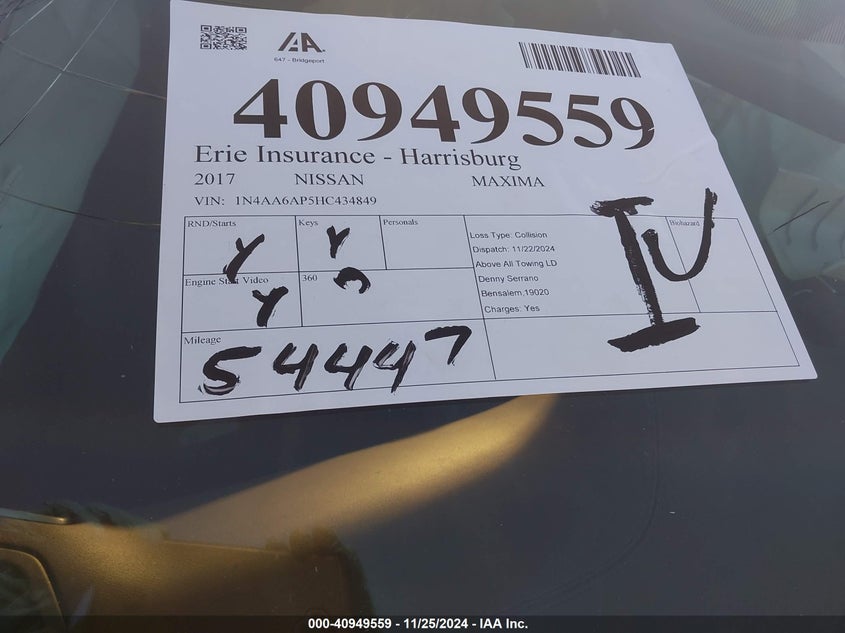 IAA
647 - Bridgeport
40949559
Erie Insurance - Harrisburg
2017 NISSAN MAXIMA
VIN: 1N4AA6AP5HC434849
RND/Starts Keys Personals
Y Y
Engine Start Video 360
Y
Mileage
54447
Loss Type: Collision
Dispatch: 11/22/2024
Above All Towing LD
Denny Serrano
Bensalem,19020
Charges: Yes
Biohazard
I U
000-40949559 - 11/25/2024 - IAA Inc.